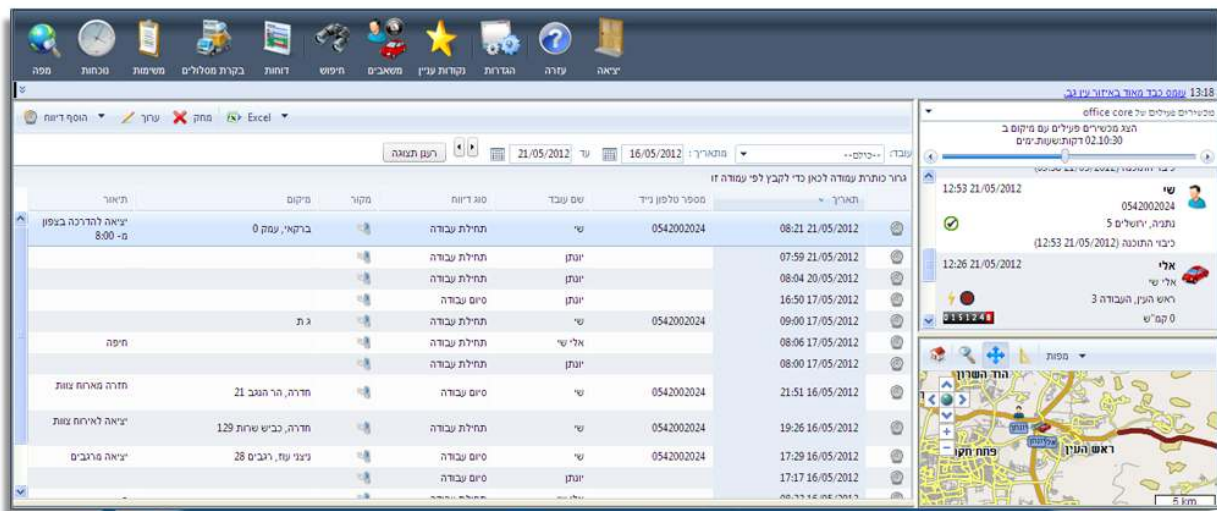 מפה נוכחות משימות בקרת מסלולים דוחות חיפוש משאבים נקודות עניין הגדרות עזרה יציאה
13:18 עומס כבד מאוד באיזור עין גב.
הוסף דיווח ערוך מחק Excel
עובד: --כולם-- מתאריך: 16/05/2012 עד 21/05/2012 רענן תצוגה
גרור כותרת עמודה לכאן כדי לקבץ לפי עמודה זו
תאריך מספר טלפון נייד שם עובד סוג דיווח מקור מיקום תיאור
08:21 21/05/2012 0542002024 שי תחילת עבודה ברקאי, עמק 0 יציאה להדרכה בצפון
מ- 8:00
07:59 21/05/2012 יונתן תחילת עבודה
08:04 20/05/2012 יונתן תחילת עבודה
16:50 17/05/2012 יונתן סיום עבודה
09:00 17/05/2012 0542002024 שי תחילת עבודה ג ת
08:06 17/05/2012 אלי שי תחילת עבודה חיפה
08:00 17/05/2012 יונתן תחילת עבודה
21:51 16/05/2012 0542002024 שי סיום עבודה חדרה, הר הנגב 21 חזרה מארוח צוות
19:26 16/05/2012 0542002024 שי תחילת עבודה חדרה, כביש שרות 129 יציאה לאירוח צוות
17:29 16/05/2012 0542002024 שי סיום עבודה ניצני עוז, רגבים 28 יציאה מרגבים
17:17 16/05/2012 יונתן סיום עבודה
מכשירים פעילים של office core
הצג מכשירים פעילים עם מיקום ב
02.10:30 דקות:שעות.ימים
שי 12:53 21/05/2012
0542002024
נתניה, ירושלים 5
כיבוי התוכנה (21/05/2012 12:53)
אלי 12:26 21/05/2012
אלי שי
ראש העין, העבודה 3
0 קמ"ש 0151248
מפות
הוד השרון
יונתן
ראש העין
5 km